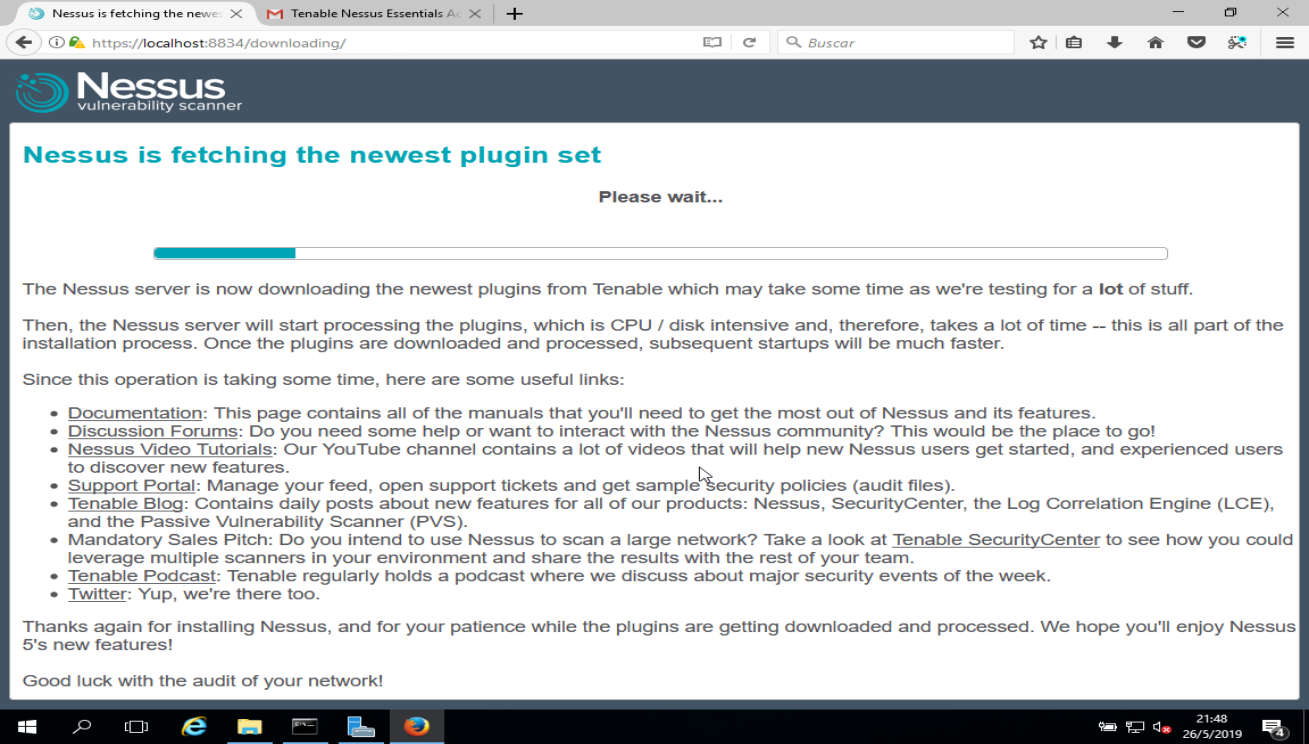 Nessus is fetching the newes
Tenable Nessus Essentials Ac
https://localhost:8834/downloading/
Buscar
Nessus
vulnerability scanner
Nessus is fetching the newest plugin set
Please wait...
The Nessus server is now downloading the newest plugins from Tenable which may take some time as we're testing for a lot of stuff.
Then, the Nessus server will start processing the plugins, which is CPU / disk intensive and, therefore, takes a lot of time -- this is all part of the
installation process. Once the plugins are downloaded and processed, subsequent startups will be much faster.
Since this operation is taking some time, here are some useful links:
• Documentation: This page contains all of the manuals that you'll need to get the most out of Nessus and its features.
• Discussion Forums: Do you need some help or want to interact with the Nessus community? This would be the place to go!
• Nessus Video Tutorials: Our YouTube channel contains a lot of videos that will help new Nessus users get started, and experienced users
to discover new features.
• Support Portal: Manage your feed, open support tickets and get sample security policies (audit files).
• Tenable Blog: Contains daily posts about new features for all of our products: Nessus, SecurityCenter, the Log Correlation Engine (LCE),
and the Passive Vulnerability Scanner (PVS).
• Mandatory Sales Pitch: Do you intend to use Nessus to scan a large network? Take a look at Tenable SecurityCenter to see how you could
leverage multiple scanners in your environment and share the results with the rest of your team.
• Tenable Podcast: Tenable regularly holds a podcast where we discuss about major security events of the week.
• Twitter: Yup, we're there too.
Thanks again for installing Nessus, and for your patience while the plugins are getting downloaded and processed. We hope you'll enjoy Nessus
5's new features!
Good luck with the audit of your network!
21:48
26/5/2019
4